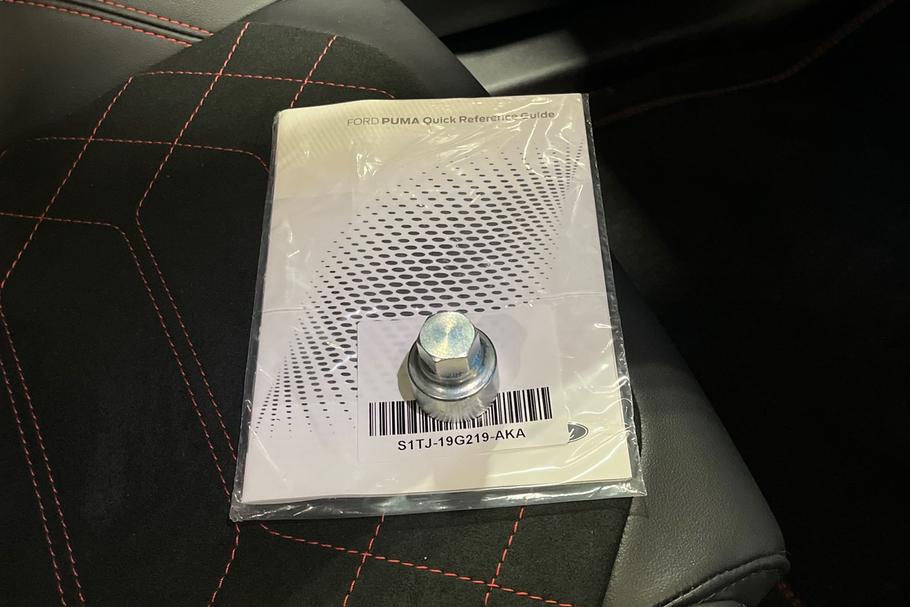 FORD PUMA Quick Reference Guide
S1TJ-19G219-AKA